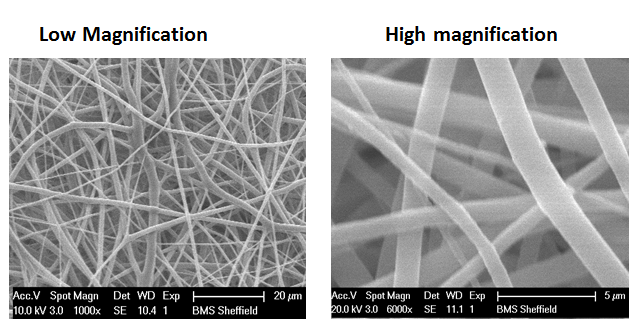 Low Magnification
High magnification
Acc.V Spot Magn Det WD Exp 20 µm
10.0 kV 3.0 1000x SE 10.4 1 BMS Sheffield
Acc.V Spot Magn Det WD Exp 5 µm
20.0 kV 3.0 6000x SE 11.1 1 BMS Sheffield